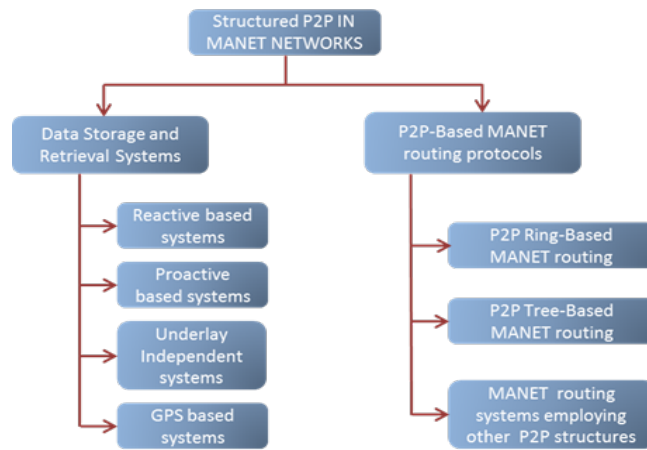 Structured P2P IN
MANET NETWORKS
Data Storage and
Retrieval Systems
Reactive based
systems
Proactive
based systems
Underlay
Independent
systems
GPS based
systems
P2P-Based MANET
routing protocols
P2P Ring-Based
MANET routing
P2P Tree-Based
MANET routing
MANET routing
systems employing
other P2P structures